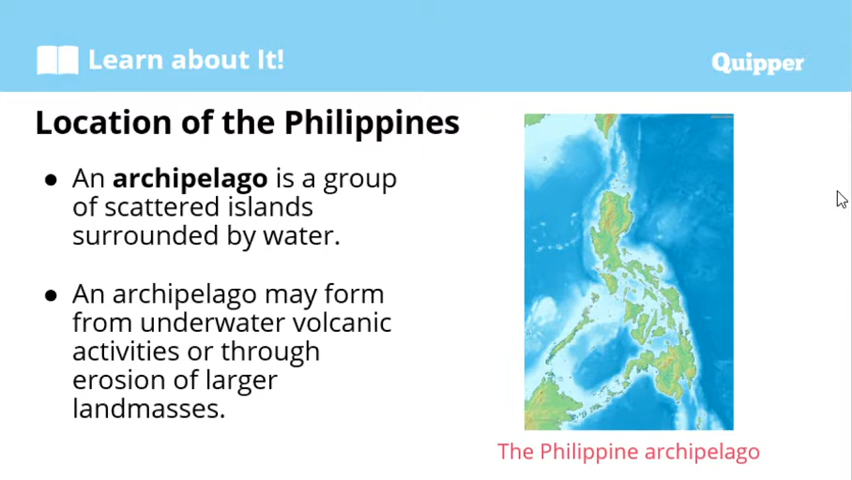 Learn about It!
Quipper
Location of the Philippines
● An archipelago is a group
of scattered islands
surrounded by water.
● An archipelago may form
from underwater volcanic
activities or through
erosion of larger
landmasses.
The Philippine archipelago